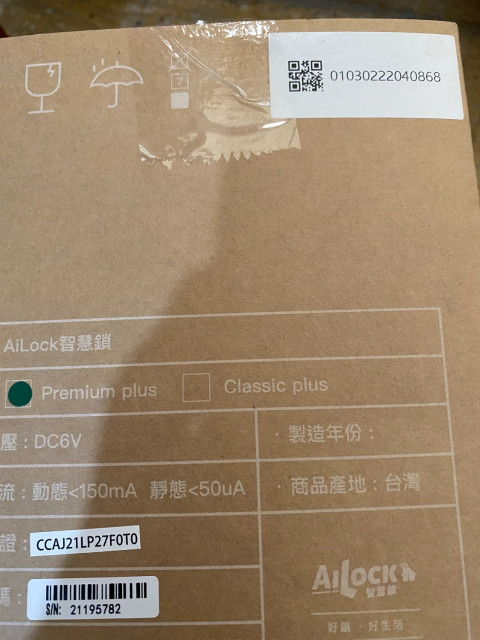 01030222040868
AiLock智慧鎖
Premium plus Classic plus
壓：DC6V
· 製造年份：
流：動態<150mA 靜態<50uA
· 商品產地：台灣
證：CCAJ21LP27F0T0
碼：
S/N: 21195782
AiLOCK
智慧鎖
好鎖 · 好生活